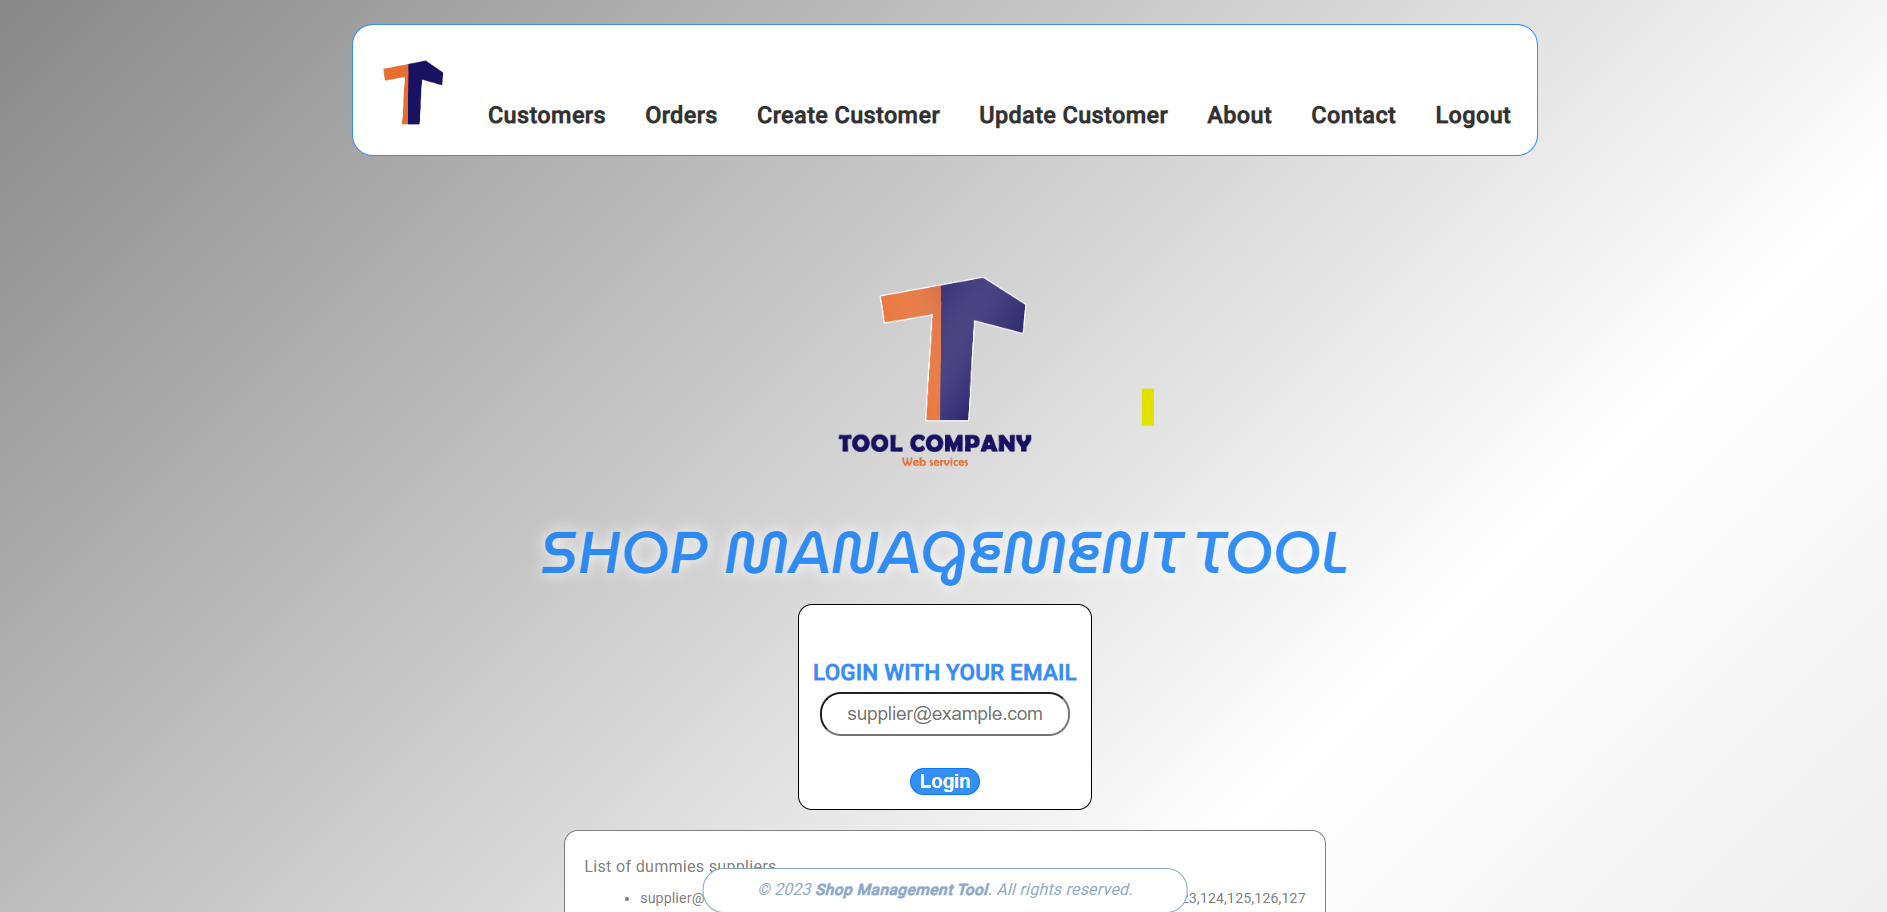 Customers Orders Create Customer Update Customer About Contact Logout
TOOL COMPANY
Web services
SHOP MANAGEMENT TOOL
LOGIN WITH YOUR EMAIL
supplier@example.com
Login
List of dummies suppliers
© 2023 Shop Management Tool. All rights reserved.
supplier@ 23,124,125,126,127